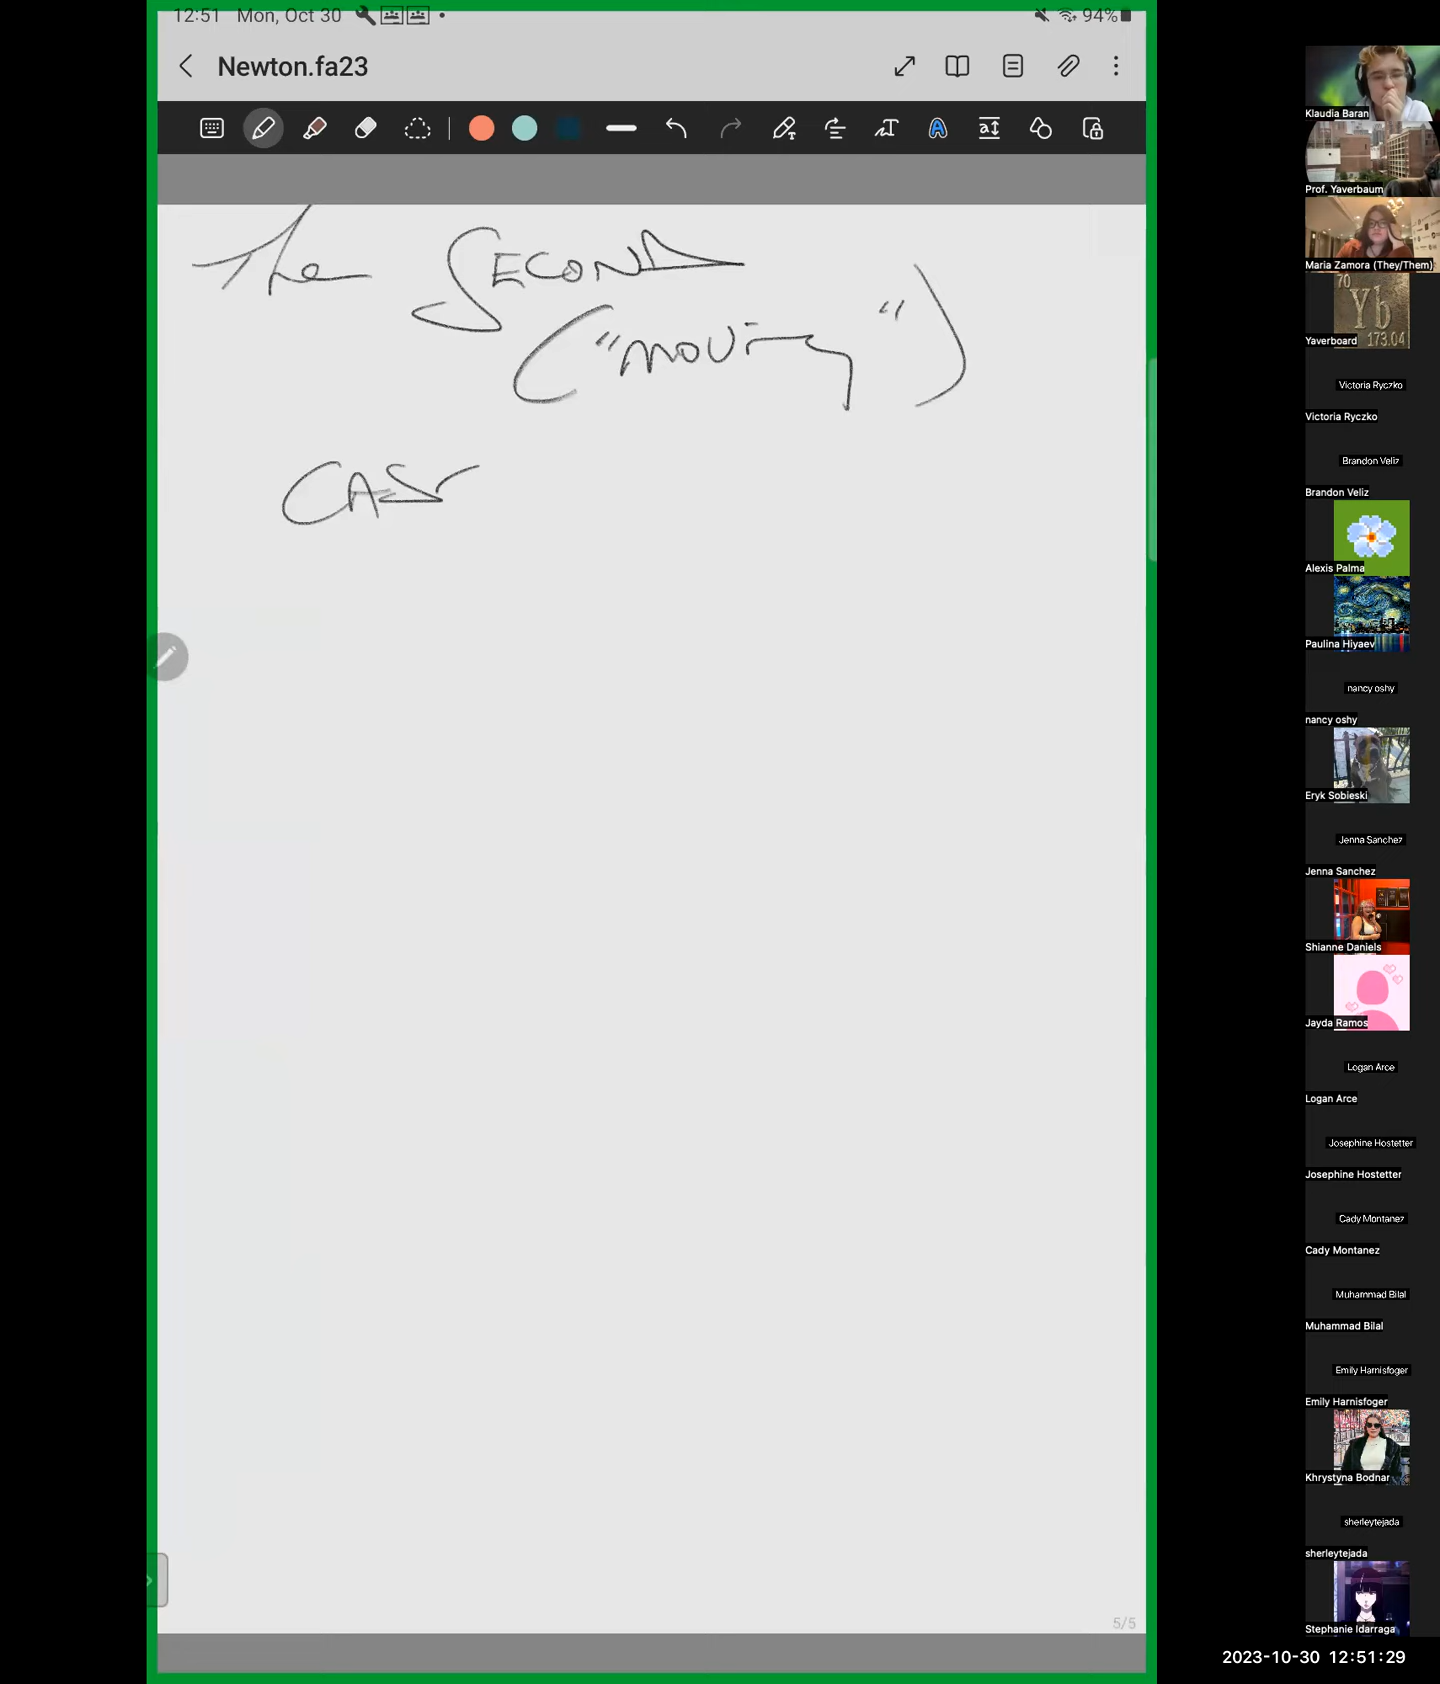 12:51 Mon, Oct 30
94%
Newton.fa23
The SECOND
("moving")
CASE
5/5
Klaudia Baran
Prof. Yaverbaum
Maria Zamora (They/Them)
70
Yb
173.04
Yaverboard
Victoria Ryczko
Victoria Ryczko
Brandon Veliz
Brandon Veliz
Alexis Palma
Paulina Hiyaev
nancy oshy
nancy oshy
Eryk Sobieski
Jenna Sanchez
Jenna Sanchez
Shianne Daniels
Jayda Ramos
Logan Arce
Logan Arce
Josephine Hostetter
Josephine Hostetter
Cady Montanez
Cady Montanez
Muhammad Bilal
Muhammad Bilal
Emily Harnisfoger
Emily Harnisfoger
Khrystyna Bodnar
sherleytejada
sherleytejada
Stephanie Idarraga
2023-10-30 12:51:29